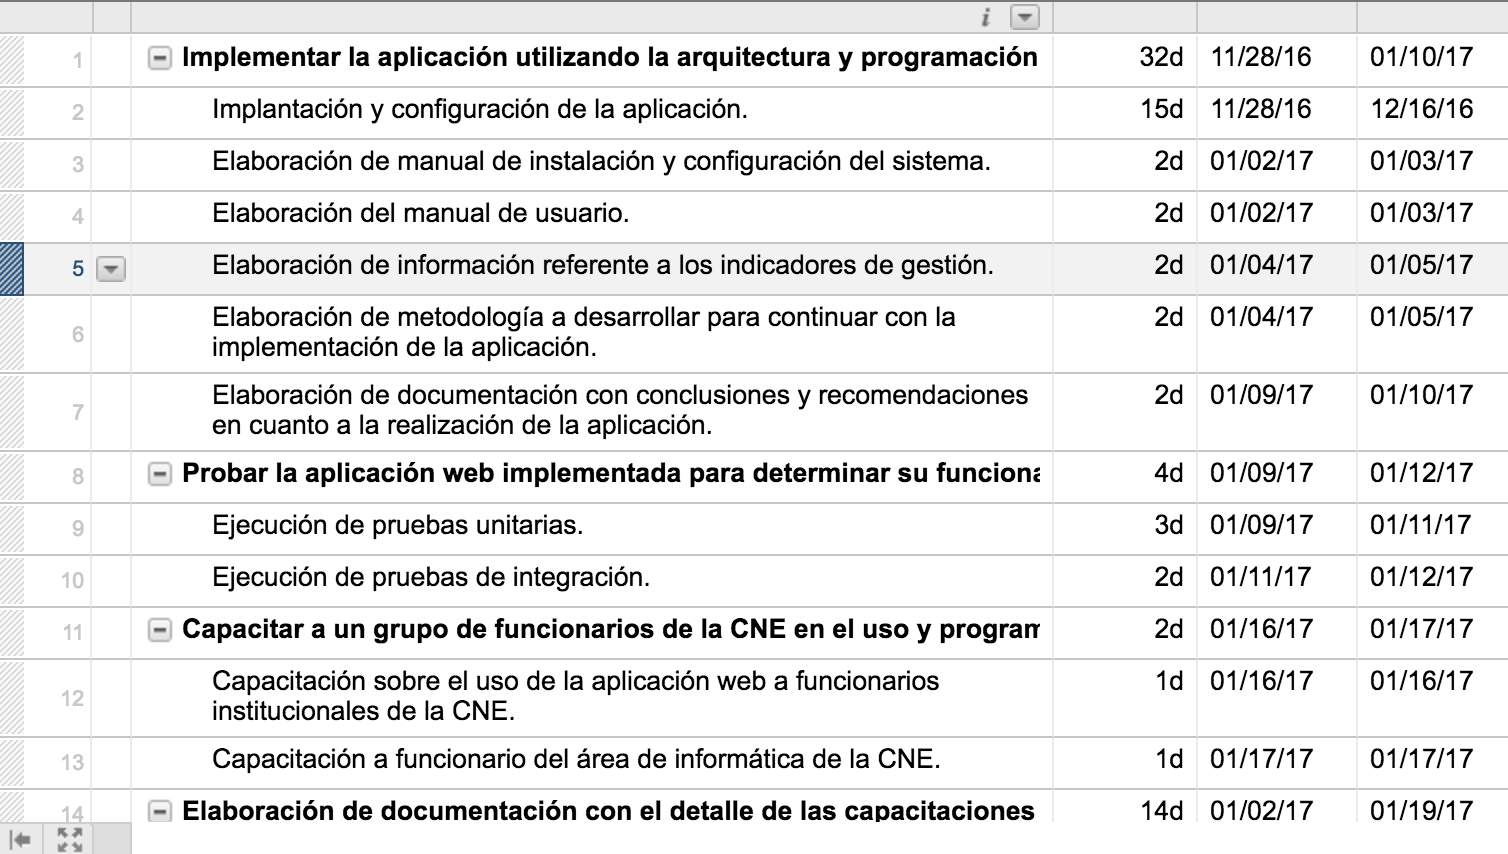 i
1 Implementar la aplicación utilizando la arquitectura y programación 32d 11/28/16 01/10/17
2 Implantación y configuración de la aplicación. 15d 11/28/16 12/16/16
3 Elaboración de manual de instalación y configuración del sistema. 2d 01/02/17 01/03/17
4 Elaboración del manual de usuario. 2d 01/02/17 01/03/17
5 Elaboración de información referente a los indicadores de gestión. 2d 01/04/17 01/05/17
6 Elaboración de metodología a desarrollar para continuar con la 2d 01/04/17 01/05/17
implementación de la aplicación.
7 Elaboración de documentación con conclusiones y recomendaciones 2d 01/09/17 01/10/17
en cuanto a la realización de la aplicación.
8 Probar la aplicación web implementada para determinar su funciona 4d 01/09/17 01/12/17
9 Ejecución de pruebas unitarias. 3d 01/09/17 01/11/17
10 Ejecución de pruebas de integración. 2d 01/11/17 01/12/17
11 Capacitar a un grupo de funcionarios de la CNE en el uso y program 2d 01/16/17 01/17/17
12 Capacitación sobre el uso de la aplicación web a funcionarios 1d 01/16/17 01/16/17
institucionales de la CNE.
13 Capacitación a funcionario del área de informática de la CNE. 1d 01/17/17 01/17/17
14 Elaboración de documentación con el detalle de las capacitaciones 14d 01/02/17 01/19/17